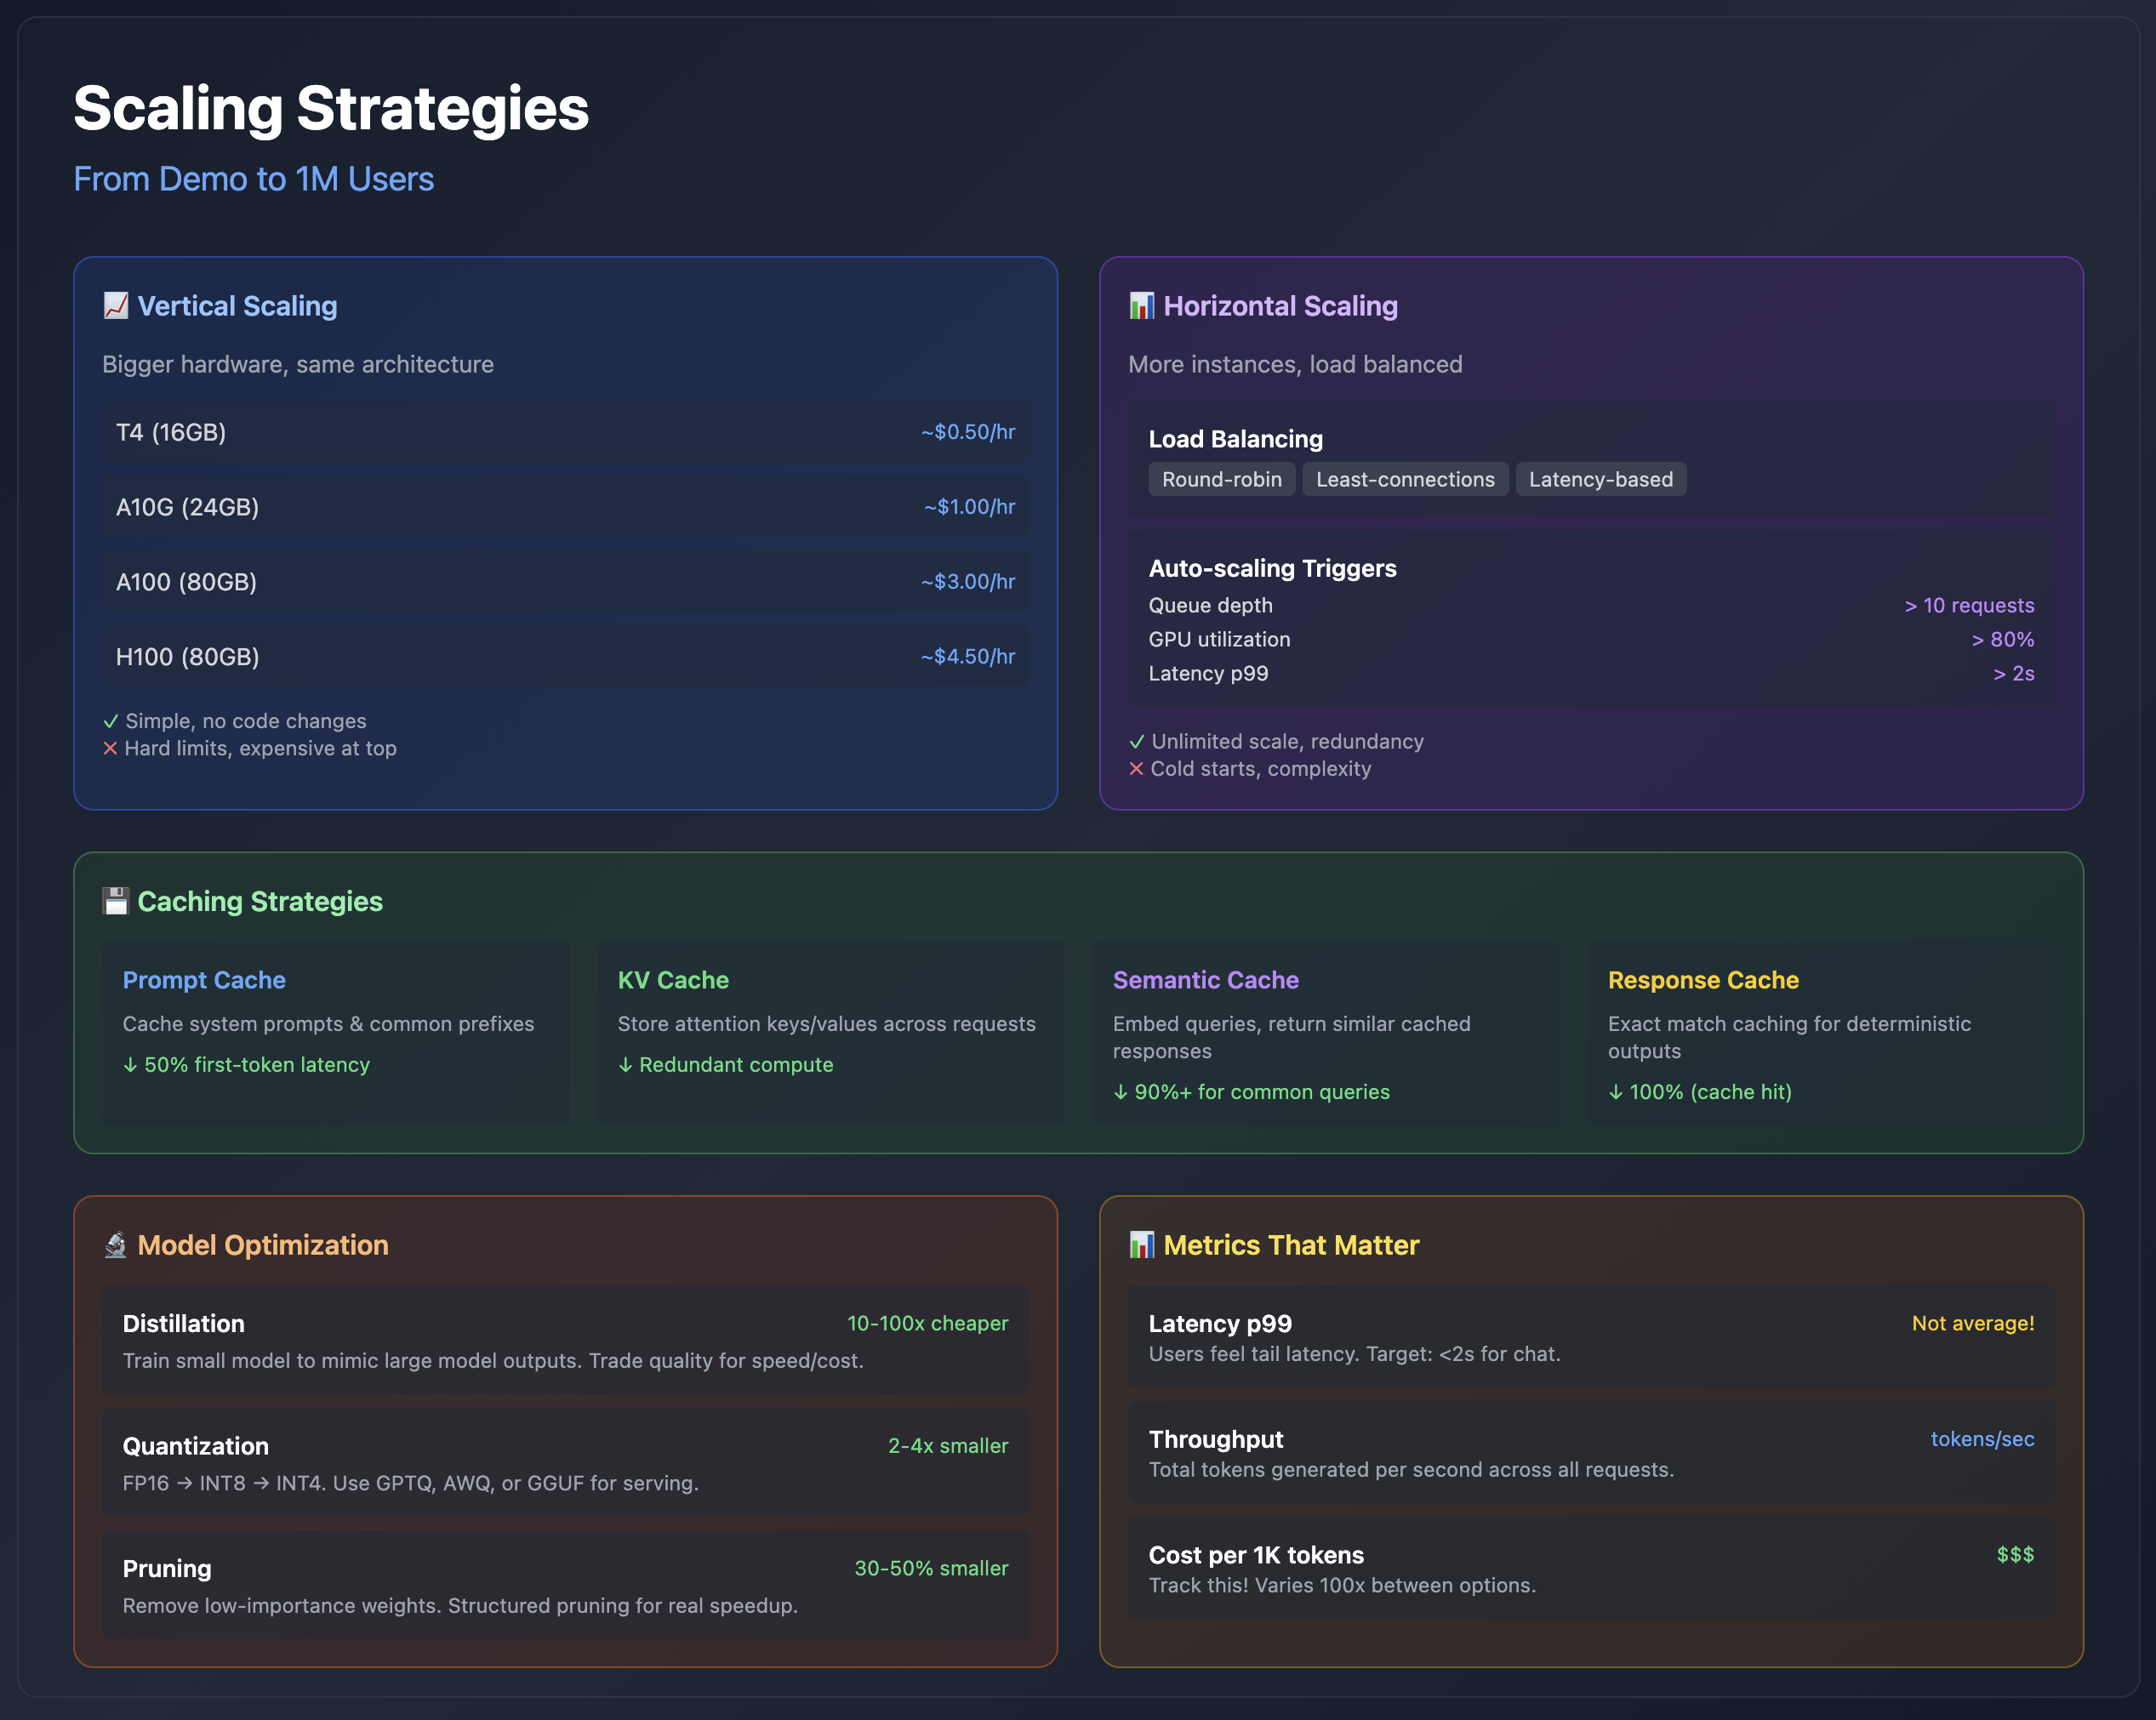 Scaling Strategies
From Demo to 1M Users
📈 Vertical Scaling
Bigger hardware, same architecture
T4 (16GB) ~$0.50/hr
A10G (24GB) ~$1.00/hr
A100 (80GB) ~$3.00/hr
H100 (80GB) ~$4.50/hr
✓ Simple, no code changes
✕ Hard limits, expensive at top
📊 Horizontal Scaling
More instances, load balanced
Load Balancing
Round-robin Least-connections Latency-based
Auto-scaling Triggers
Queue depth > 10 requests
GPU utilization > 80%
Latency p99 > 2s
✓ Unlimited scale, redundancy
✕ Cold starts, complexity
💾 Caching Strategies
Prompt Cache
Cache system prompts & common prefixes
↓ 50% first-token latency
KV Cache
Store attention keys/values across requests
↓ Redundant compute
Semantic Cache
Embed queries, return similar cached
responses
↓ 90%+ for common queries
Response Cache
Exact match caching for deterministic
outputs
↓ 100% (cache hit)
🔬 Model Optimization
Distillation 10-100x cheaper
Train small model to mimic large model outputs. Trade quality for speed/cost.
Quantization 2-4x smaller
FP16 → INT8 → INT4. Use GPTQ, AWQ, or GGUF for serving.
Pruning 30-50% smaller
Remove low-importance weights. Structured pruning for real speedup.
📊 Metrics That Matter
Latency p99 Not average!
Users feel tail latency. Target: <2s for chat.
Throughput tokens/sec
Total tokens generated per second across all requests.
Cost per 1K tokens $$$
Track this! Varies 100x between options.